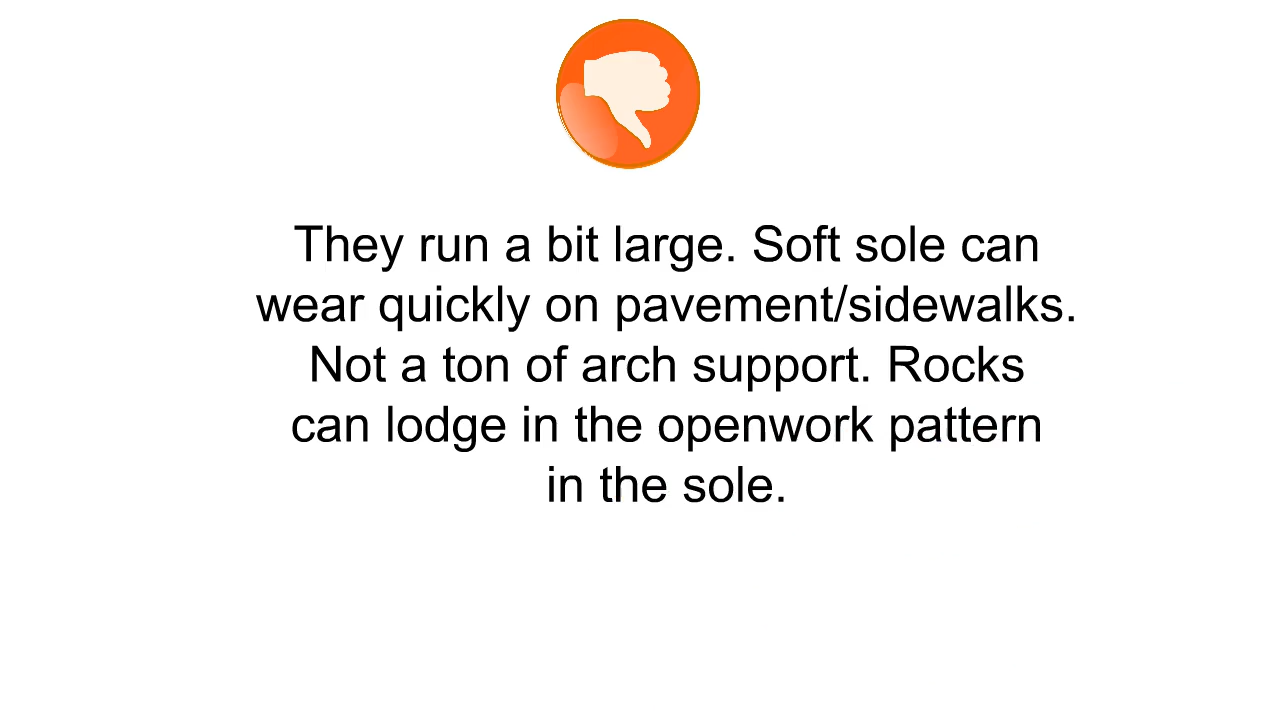 They run a bit large. Soft sole can
wear quickly on pavement/sidewalks.
Not a ton of arch support. Rocks
can lodge in the openwork pattern
in the sole.